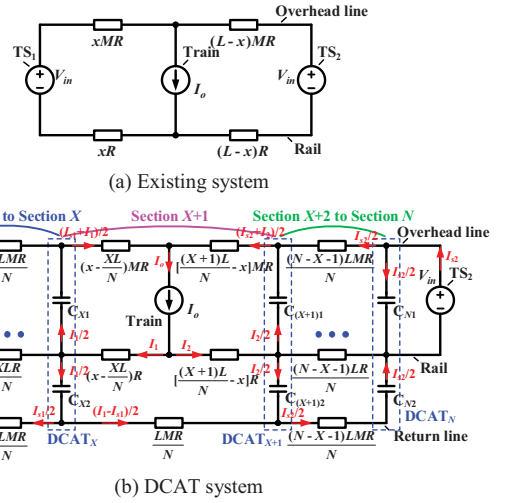 Overhead line
xMR
Train
(L-x)MR
TS1
TS2
Vin
Io
Vin
xR
(L-x)R
Rail
(a) Existing system
to Section X
Section X+1
Section X+2 to Section N
(Is1+I1)/2
(Is2+I2)/2
Is2/2
Overhead line
LMR/N
(x-XL/N)MR
[(X+1)L/N-x]MR
(N-X-1)LMR/N
Is2
Io
Vin
TS2
I2/2
CX1
Io
C(X+1)1
CN1
Train
I1/2
I2/2
Rail
XLR/N
I1
I2
(N-X-1)LR/N
I1/2
(x-XL/N)R
[(X+1)L/N-x]R
I2/2
Is2/2
CX2
C(X+1)2
CN2
Is1/2
(I1-Is1)/2
Is2/2
DCATN
LMR/N
DCATX
LMR/N
DCATX+1
(N-X-1)LMR/N
Return line
(b) DCAT system